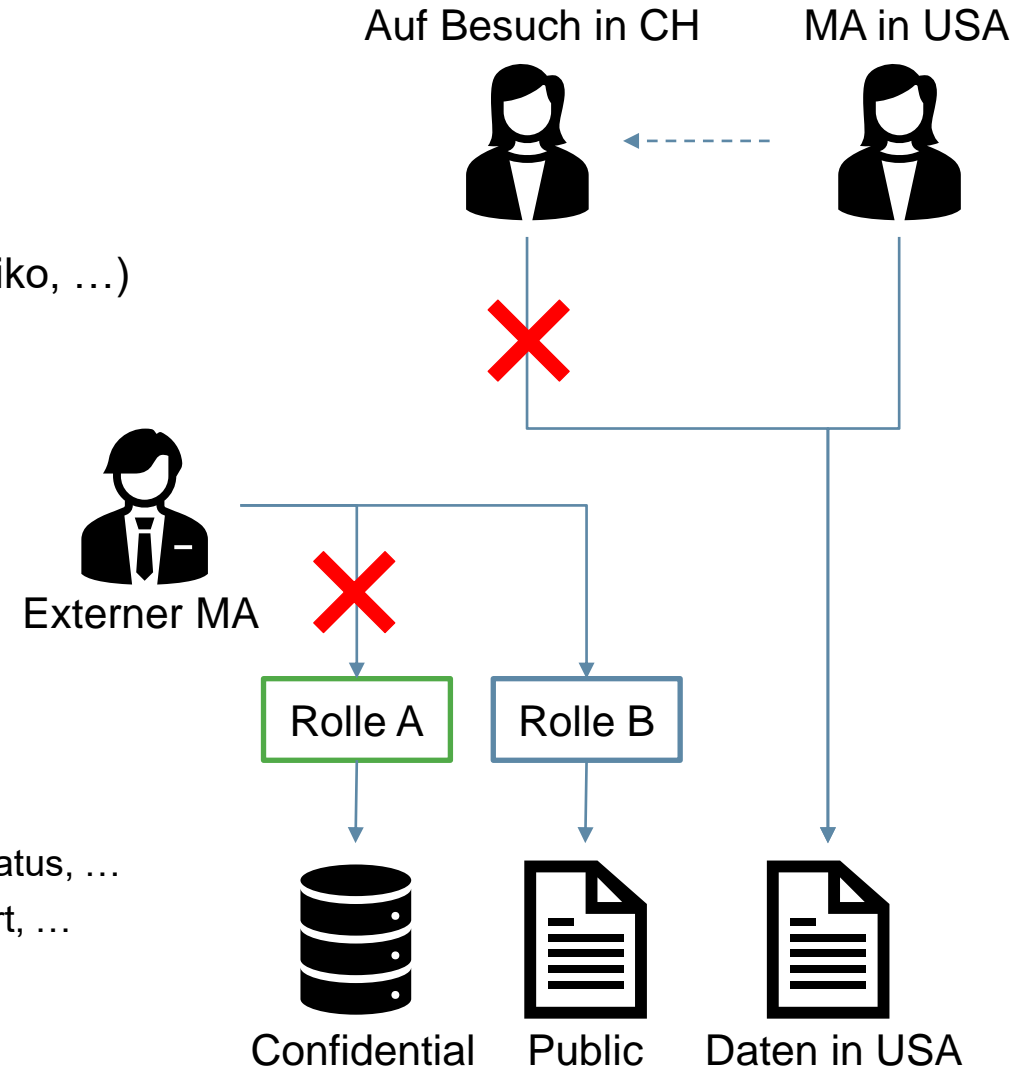 Auf Besuch in CH
MA in USA
iko, …)
Externer MA
Rolle A
Rolle B
atus, …
rt, …
Confidential
Public
Daten in USA